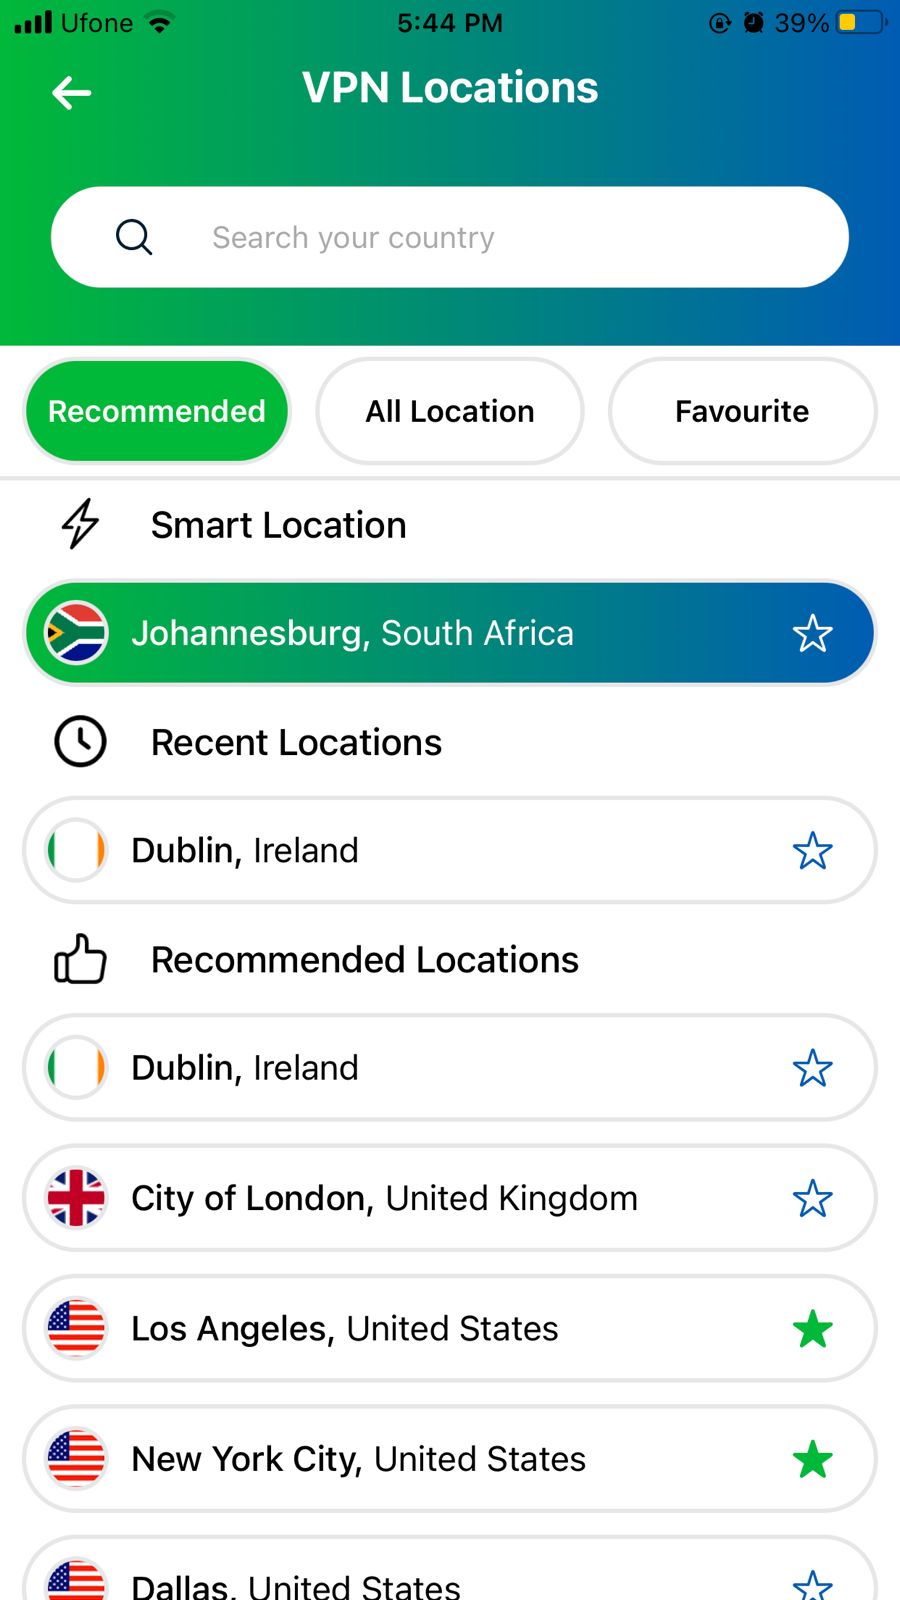 Ufone 5:44 PM 39%
VPN Locations
Search your country
Recommended All Location Favourite
Smart Location
Johannesburg, South Africa
Recent Locations
Dublin, Ireland
Recommended Locations
Dublin, Ireland
City of London, United Kingdom
Los Angeles, United States
New York City, United States
Dallas, United States